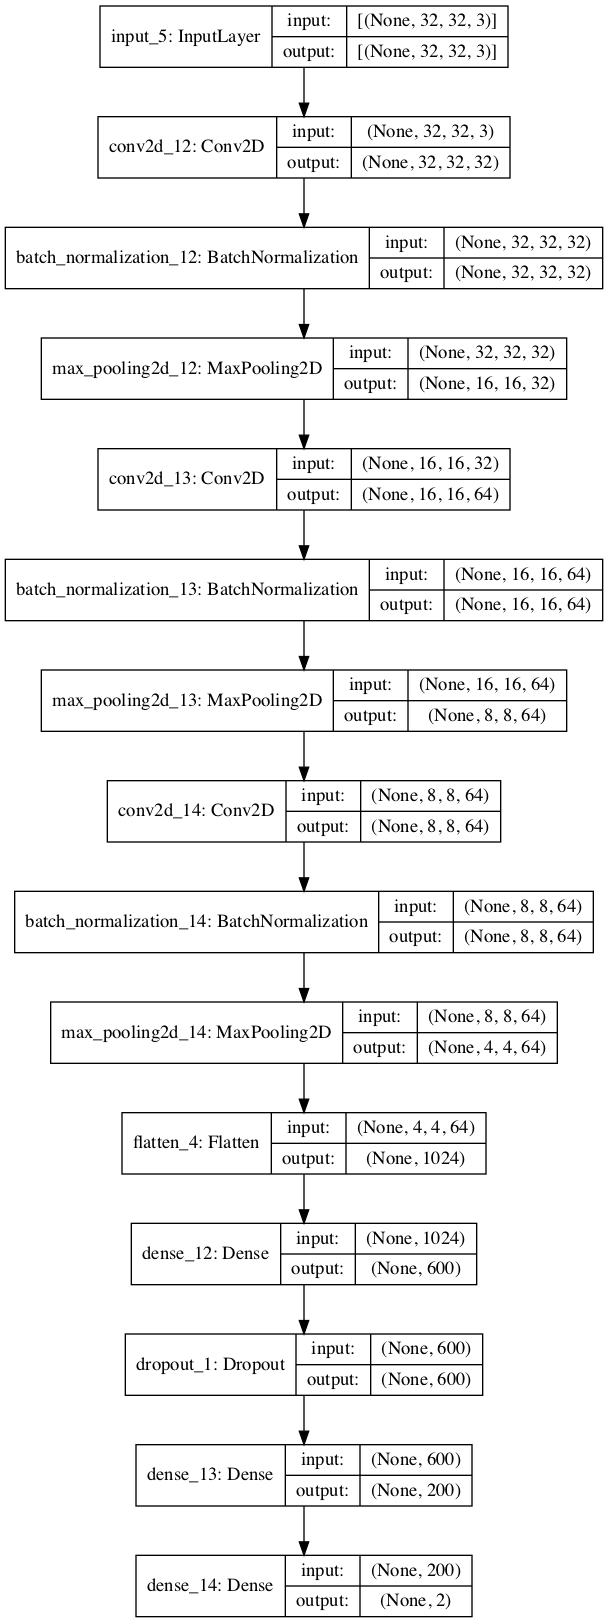 input_5: InputLayer
input: [(None, 32, 32, 3)]
output: [(None, 32, 32, 3)]
conv2d_12: Conv2D
input: (None, 32, 32, 3)
output: (None, 32, 32, 32)
batch_normalization_12: BatchNormalization
input: (None, 32, 32, 32)
output: (None, 32, 32, 32)
max_pooling2d_12: MaxPooling2D
input: (None, 32, 32, 32)
output: (None, 16, 16, 32)
conv2d_13: Conv2D
input: (None, 16, 16, 32)
output: (None, 16, 16, 64)
batch_normalization_13: BatchNormalization
input: (None, 16, 16, 64)
output: (None, 16, 16, 64)
max_pooling2d_13: MaxPooling2D
input: (None, 16, 16, 64)
output: (None, 8, 8, 64)
conv2d_14: Conv2D
input: (None, 8, 8, 64)
output: (None, 8, 8, 64)
batch_normalization_14: BatchNormalization
input: (None, 8, 8, 64)
output: (None, 8, 8, 64)
max_pooling2d_14: MaxPooling2D
input: (None, 8, 8, 64)
output: (None, 4, 4, 64)
flatten_4: Flatten
input: (None, 4, 4, 64)
output: (None, 1024)
dense_12: Dense
input: (None, 1024)
output: (None, 600)
dropout_1: Dropout
input: (None, 600)
output: (None, 600)
dense_13: Dense
input: (None, 600)
output: (None, 200)
dense_14: Dense
input: (None, 200)
output: (None, 2)